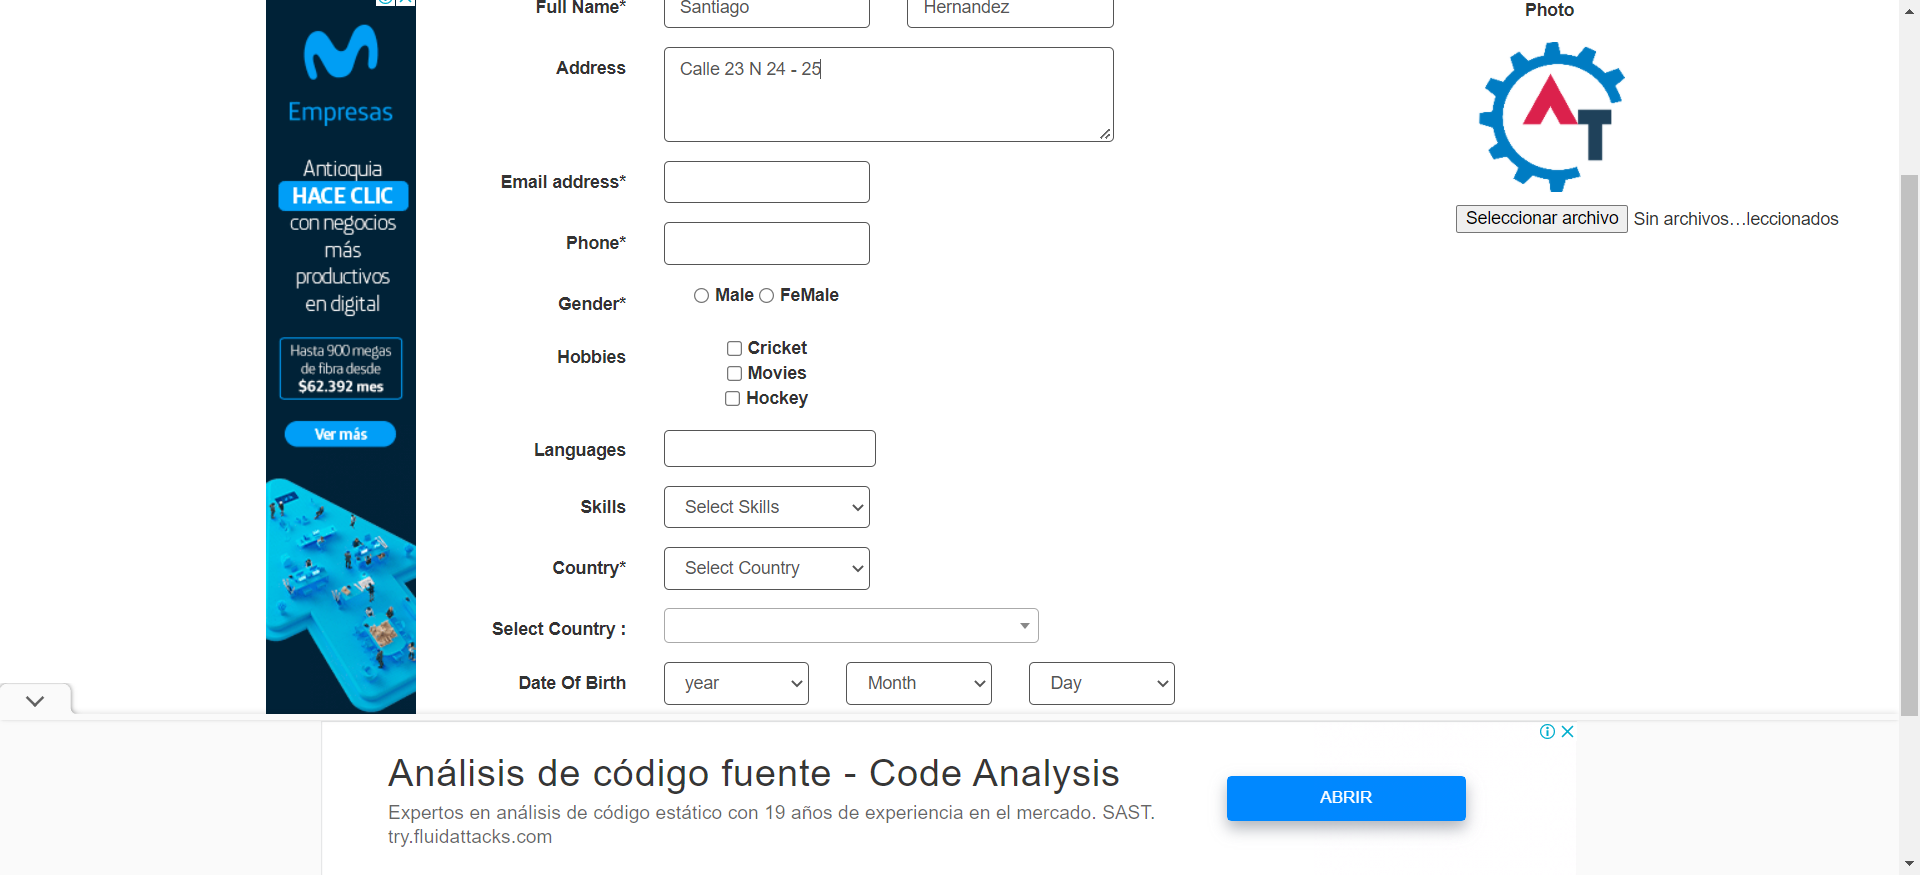 Full Name*
Santiago
Hernandez
Photo
Address
Calle 23 N 24 - 25
Email address*
Phone*
Seleccionar archivo Sin archivos...leccionados
Gender*
Male
FeMale
Hobbies
Cricket
Movies
Hockey
Languages
Skills
Select Skills
Country*
Select Country
Select Country :
Date Of Birth
year
Month
Day
Empresas
Antioquia
HACE CLIC
con negocios
más
productivos
en digital
Hasta 900 megas
de fibra desde
$62.392 mes
Ver más
AT
Análisis de código fuente - Code Analysis
Expertos en análisis de código estático con 19 años de experiencia en el mercado. SAST.
try.fluidattacks.com
ABRIR